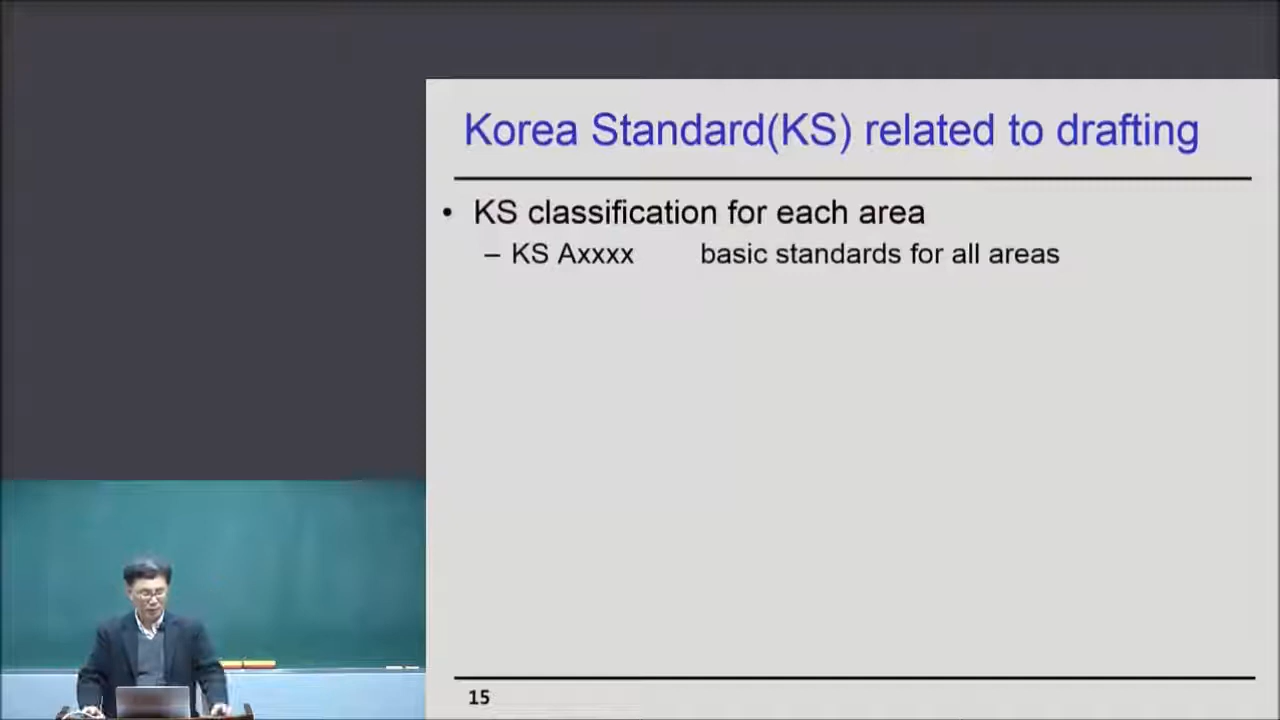 Korea Standard(KS) related to drafting
• KS classification for each area
– KS Axxxx basic standards for all areas
15